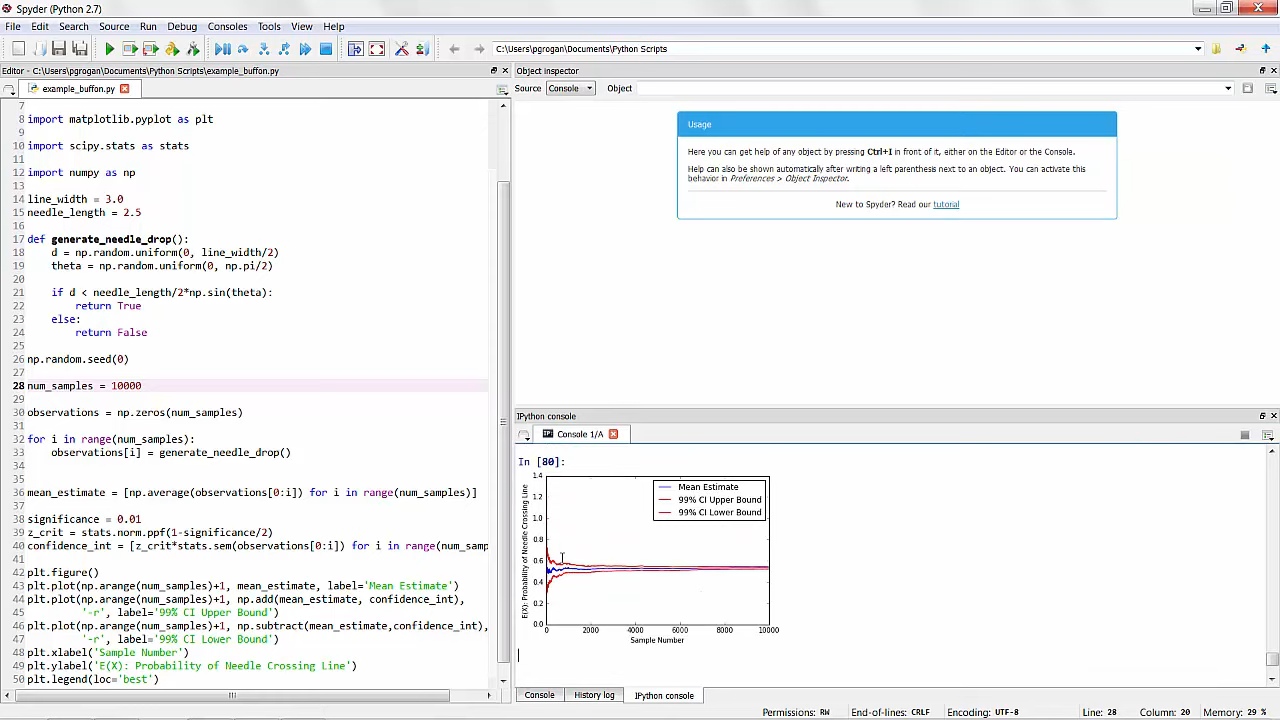 Spyder (Python 2.7)
File Edit Search Source Run Debug Consoles Tools View Help
C:\Users\pgrogan\Documents\Python Scripts
Editor - C:\Users\pgrogan\Documents\Python Scripts\example_buffon.py
example_buffon.py
7
8 import matplotlib.pyplot as plt
9
10 import scipy.stats as stats
11
12 import numpy as np
13
14 line_width = 3.0
15 needle_length = 2.5
16
17 def generate_needle_drop():
18 d = np.random.uniform(0, line_width/2)
19 theta = np.random.uniform(0, np.pi/2)
20
21 if d < needle_length/2*np.sin(theta):
22 return True
23 else:
24 return False
25
26 np.random.seed(0)
27
28 num_samples = 10000
29
30 observations = np.zeros(num_samples)
31
32 for i in range(num_samples):
33 observations[i] = generate_needle_drop()
34
35
36 mean_estimate = [np.average(observations[0:i]) for i in range(num_samples)]
37
38 significance = 0.01
39 z_crit = stats.norm.ppf(1-significance/2)
40 confidence_int = [z_crit*stats.sem(observations[0:i]) for i in range(num_samp
41
42 plt.figure()
43 plt.plot(np.arange(num_samples)+1, mean_estimate, label='Mean Estimate')
44 plt.plot(np.arange(num_samples)+1, np.add(mean_estimate, confidence_int),
45 '-r', label='99% CI Upper Bound')
46 plt.plot(np.arange(num_samples)+1, np.subtract(mean_estimate,confidence_int),
47 '-r', label='99% CI Lower Bound')
48 plt.xlabel('Sample Number')
49 plt.ylabel('E(X): Probability of Needle Crossing Line')
50 plt.legend(loc='best')
Object Inspector
Source Console Object
Usage
Here you can get help of any object by pressing Ctrl+I in front of it, either on the Editor or the Console.
Help can also be shown automatically after writing a left parenthesis next to an object. You can activate this
behavior in Preferences > Object Inspector.
New to Spyder? Read our tutorial
IPython console
Console 1/A
In [80]:
Mean Estimate
99% CI Upper Bound
99% CI Lower Bound
E(X): Probability of Needle Crossing Line
1.4
1.2
1.0
0.8
0.6
0.4
0.2
0.0
0 2000 4000 6000 8000 10000
Sample Number
Console History log IPython console
Permissions: RW End-of-lines: CRLF Encoding: UTF-8 Line: 28 Column: 20 Memory: 29 %